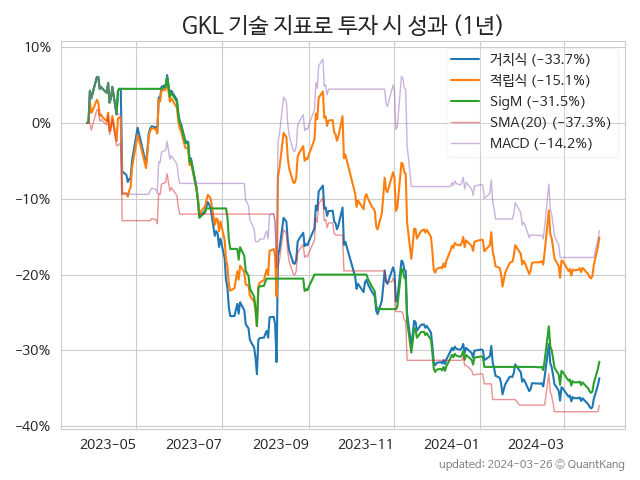 GKL 기술 지표로 투자 시 성과 (1년)
10%
0%
−10%
−20%
−30%
−40%
거치식 (−33.7%)
적립식 (−15.1%)
SigM (−31.5%)
SMA(20) (−37.3%)
MACD (−14.2%)
2023-05
2023-07
2023-09
2023-11
2024-01
2024-03
updated: 2024-03-26 © QuantKang